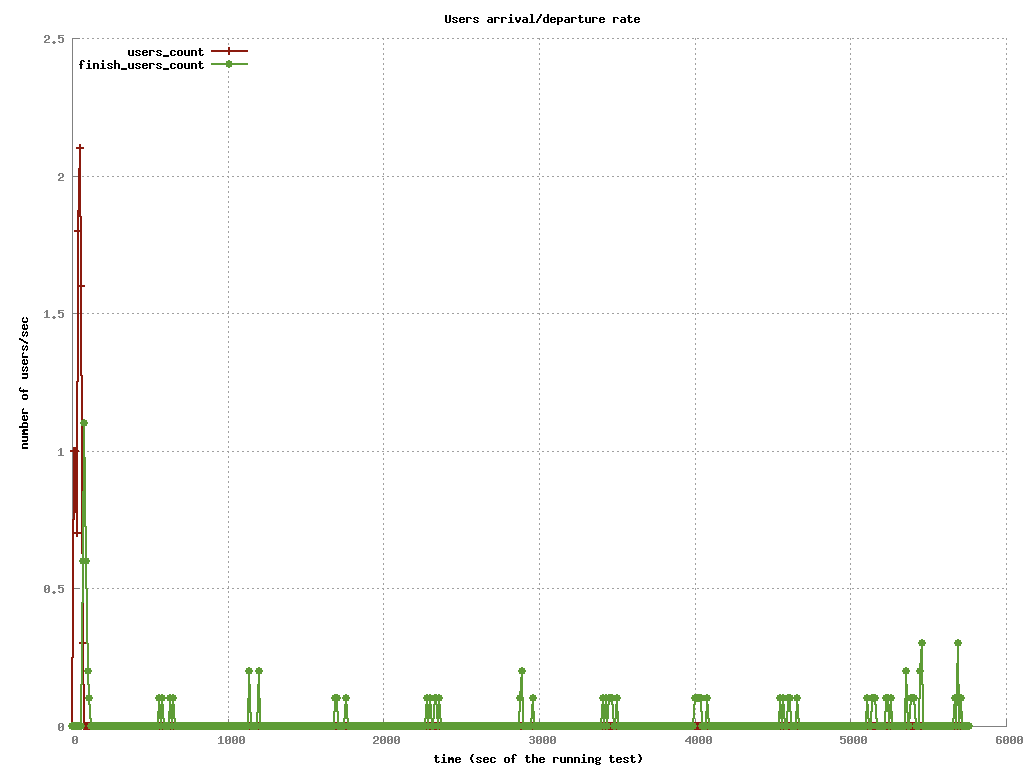 Users arrival/departure rate
users_count
finish_users_count
2.5
2
1.5
1
0.5
0
number of users/sec
0 1000 2000 3000 4000 5000 6000
time (sec of the running test)